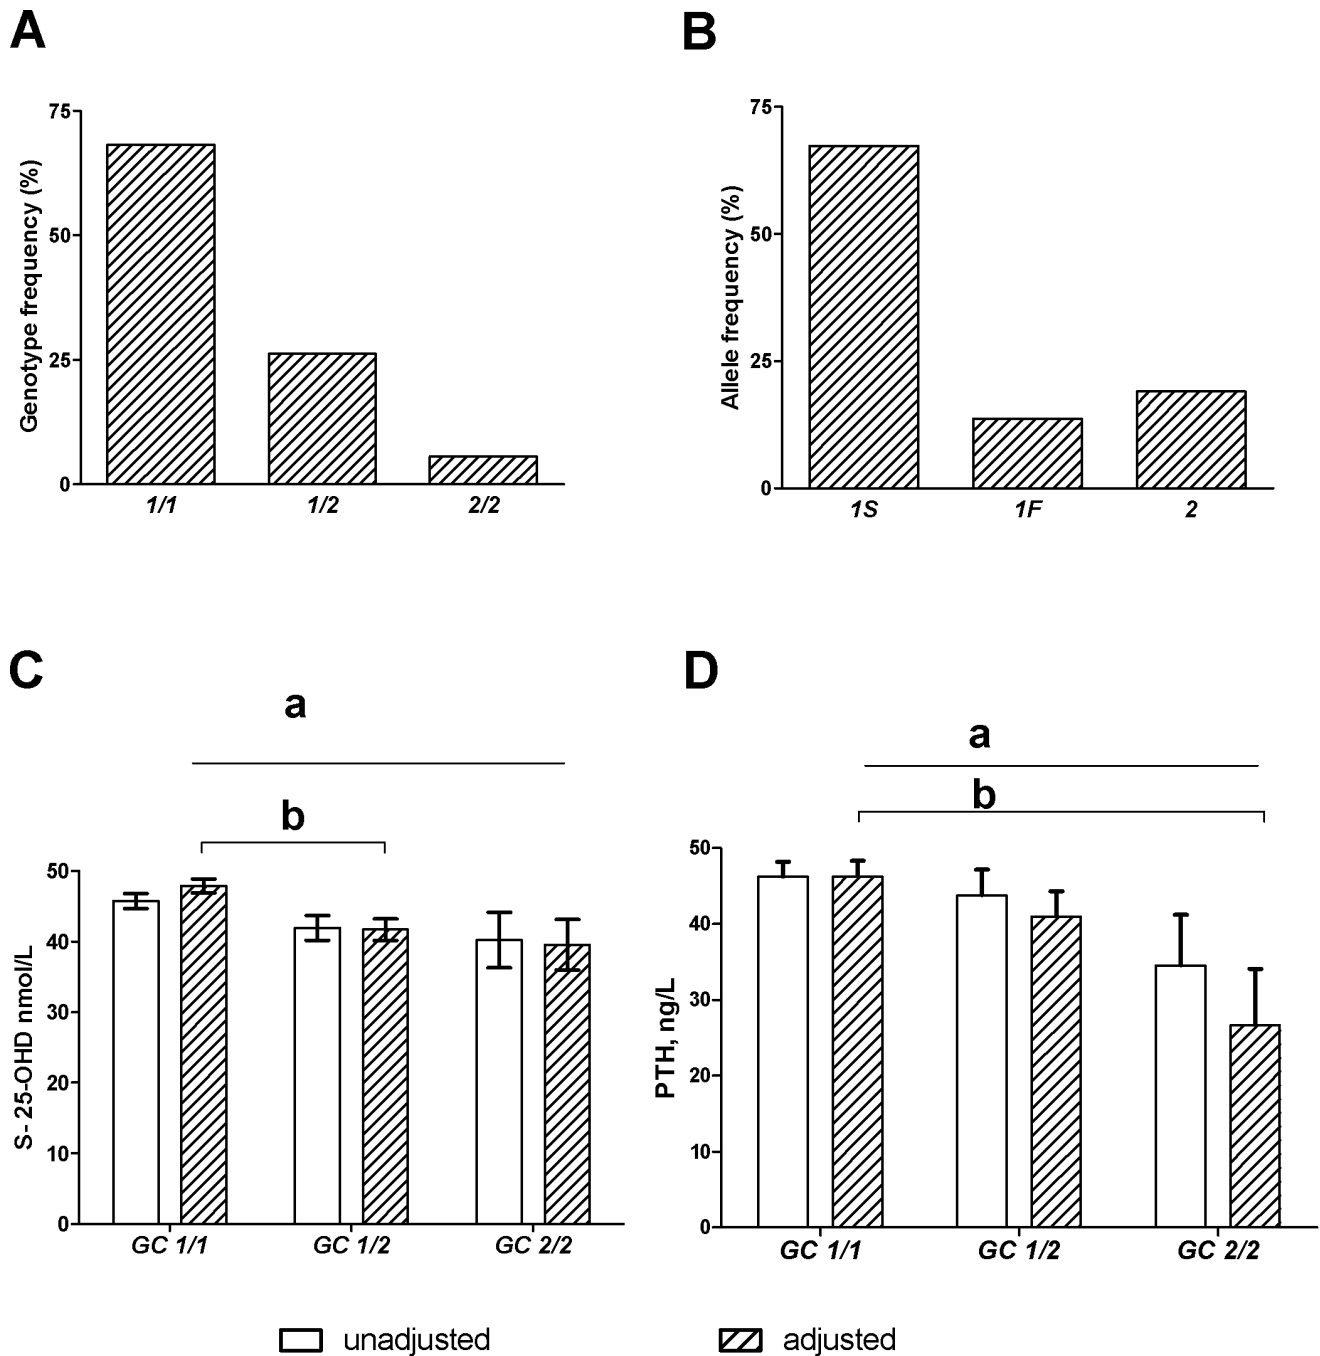 A
75
50
25
0
Genotype frequency (%)
1/1
1/2
2/2
B
75
50
25
0
Allele frequency (%)
1S
1F
2
C
a
b
50
40
30
20
10
0
S- 25-OHD nmol/L
GC 1/1
GC 1/2
GC 2/2
D
a
b
50
40
30
20
10
0
PTH, ng/L
GC 1/1
GC 1/2
GC 2/2
unadjusted
adjusted